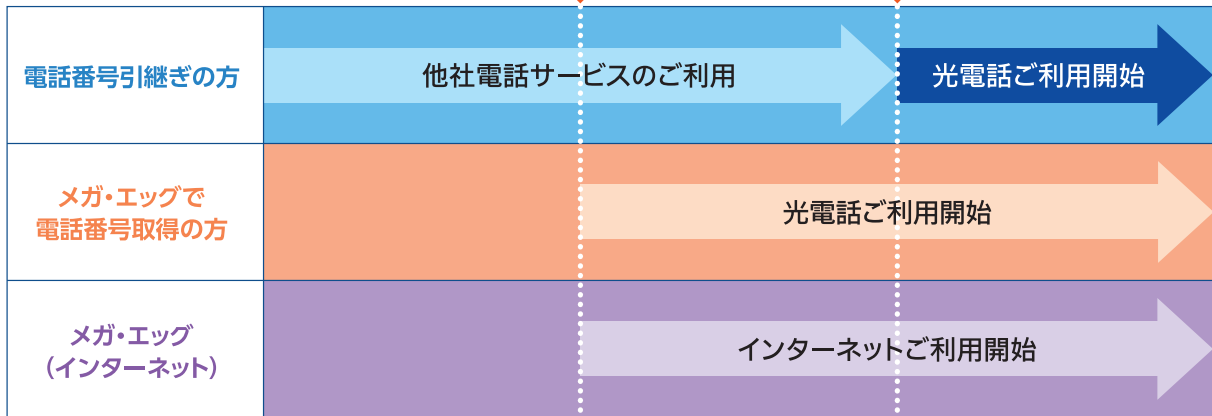 電話番号引継ぎの方
他社電話サービスのご利用
光電話ご利用開始
メガ・エッグで
電話番号取得の方
光電話ご利用開始
メガ・エッグ
(インターネット)
インターネットご利用開始